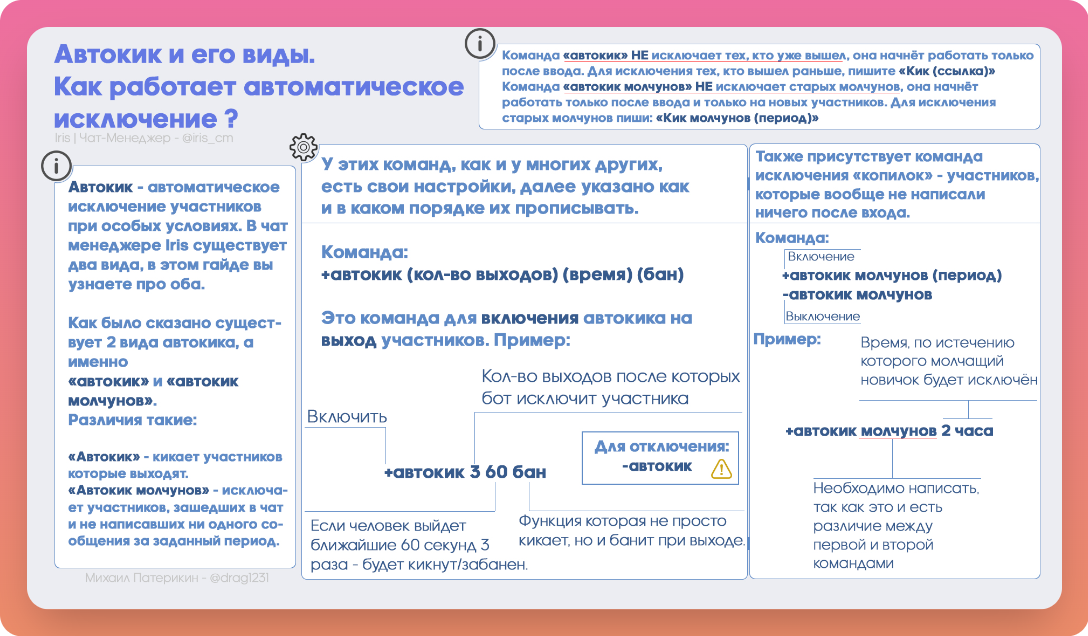 Автокик и его виды.
Как работает автоматическое
исключение ?
Iris | Чат-Менеджер - @iris_cm
Команда «автокик» НЕ исключает тех, кто уже вышел, она начнёт работать только
после ввода. Для исключения тех, кто вышел раньше, пишите «Кик (ссылка)»
Команда «автокик молчунов» НЕ исключает старых молчунов, она начнёт
работать только после ввода и только на новых участников. Для исключения
старых молчунов пиши: «Кик молчунов (период)»
Автокик - автоматическое
исключение участников
при особых условиях. В чат
менеджере Iris существует
два вида, в этом гайде вы
узнаете про оба.
Как было сказано сущест-
вует 2 вида автокика, а
именно
«автокик» и «автокик
молчунов».
Различия такие:
«Автокик» - кикает участников
которые выходят.
«Автокик молчунов» - исключа-
ет участников, зашедших в чат
и не написавших ни одного со-
общения за заданный период.
Михаил Патерикин - @drag1231
У этих команд, как и у многих других,
есть свои настройки, далее указано как
и в каком порядке их прописывать.
Команда:
+автокик (кол-во выходов) (время) (бан)
Это команда для включения автокика на
выход участников. Пример:
Кол-во выходов после которых
бот исключит участника
Включить
Для отключения:
-автокик
+автокик 3 60 бан
Если человек выйдет
ближайшие 60 секунд 3
раза - будет кикнут/забанен.
Функция которая не просто
кикает, но и банит при выходе.
Также присутствует команда
исключения «копилок» - участников,
которые вообще не написали
ничего после входа.
Команда:
Включение
+автокик молчунов (период)
-автокик молчунов
Выключение
Пример:
Время, по истечению
которого молчащий
новичок будет исключён
+автокик молчунов 2 часа
Необходимо написать,
так как это и есть
различие между
первой и второй
командами